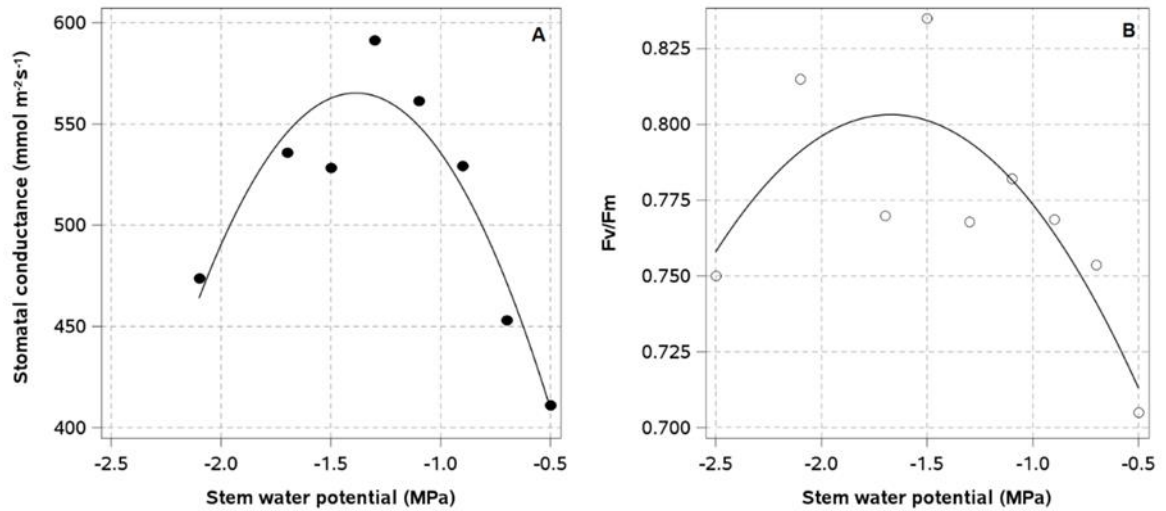 A
Stomatal conductance (mmol m⁻²s⁻¹)
600
550
500
450
400
-2.5 -2.0 -1.5 -1.0 -0.5
Stem water potential (MPa)
B
Fv/Fm
0.825
0.800
0.775
0.750
0.725
0.700
-2.5 -2.0 -1.5 -1.0 -0.5
Stem water potential (MPa)